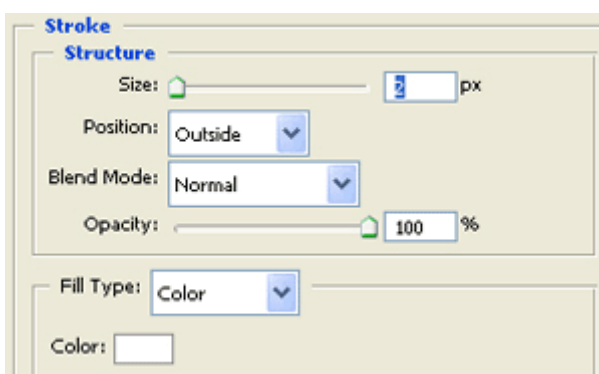 Stroke
Structure
Size: 2 px
Position: Outside
Blend Mode: Normal
Opacity: 100 %
Fill Type: Color
Color: